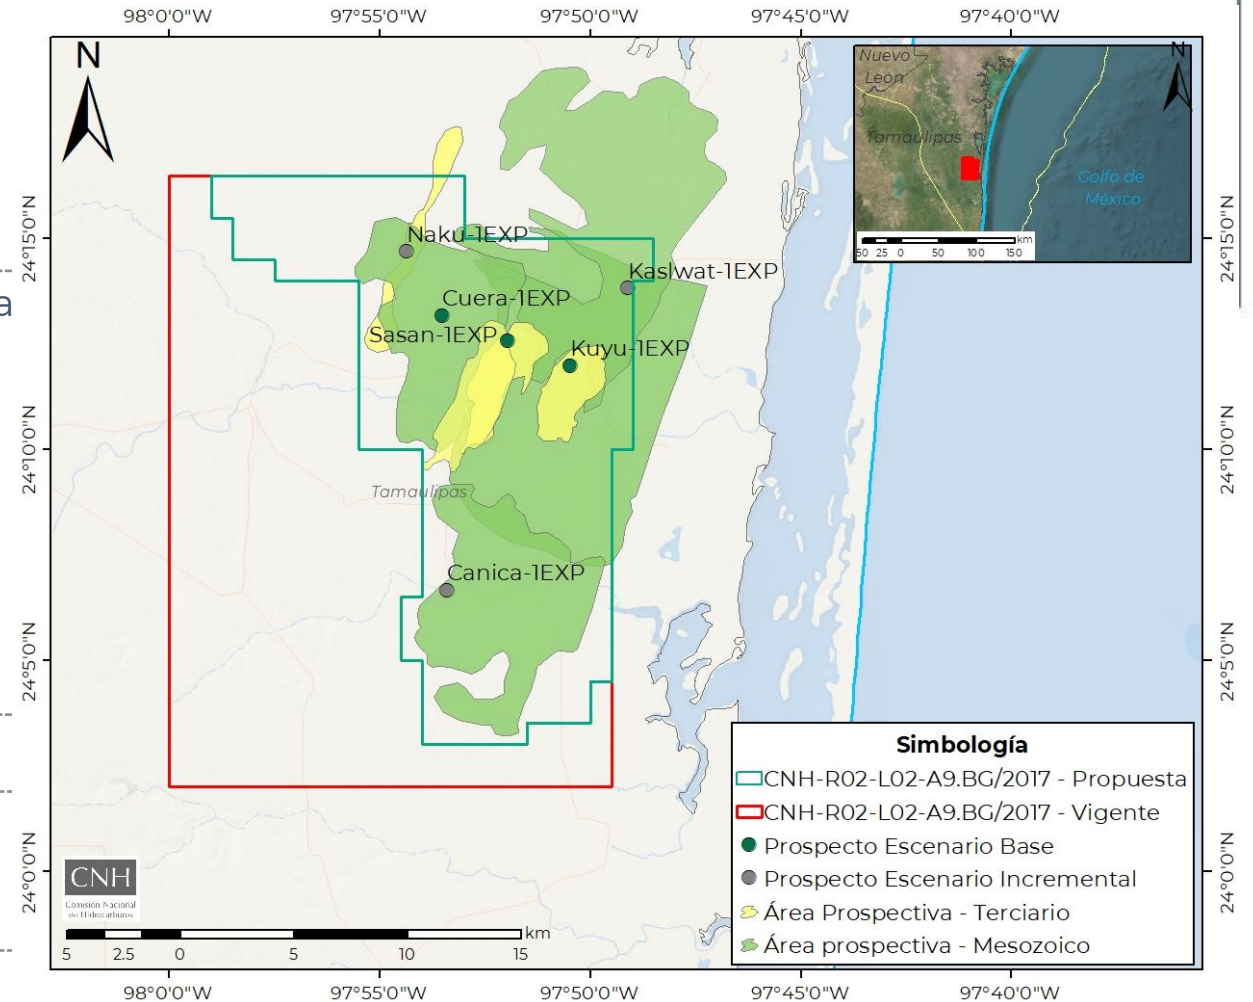 98°0'0"W 97°55'0"W 97°50'0"W 97°45'0"W 97°40'0"W
N
N
Nuevo
León
Tamaulipas
Golfo de
México
50 25 0 50 100 150 km
24°15'0"N
24°15'0"N
Naku-1EXP
Kaslwat-1EXP
Cuera-1EXP
Sasan-1EXP
Kuyu-1EXP
a
24°10'0"N
24°10'0"N
Tamaulipas
Canica-1EXP
24°5'0"N
24°5'0"N
Simbología
CNH-R02-L02-A9.BG/2017 - Propuesta
CNH-R02-L02-A9.BG/2017 - Vigente
Prospecto Escenario Base
Prospecto Escenario Incremental
Área Prospectiva - Terciario
Área prospectiva - Mesozoico
24°0'0"N
24°0'0"N
CNH
Comisión Nacional
de Hidrocarburos
km
5 2.5 0 5 10 15
98°0'0"W 97°55'0"W 97°50'0"W 97°45'0"W 97°40'0"W